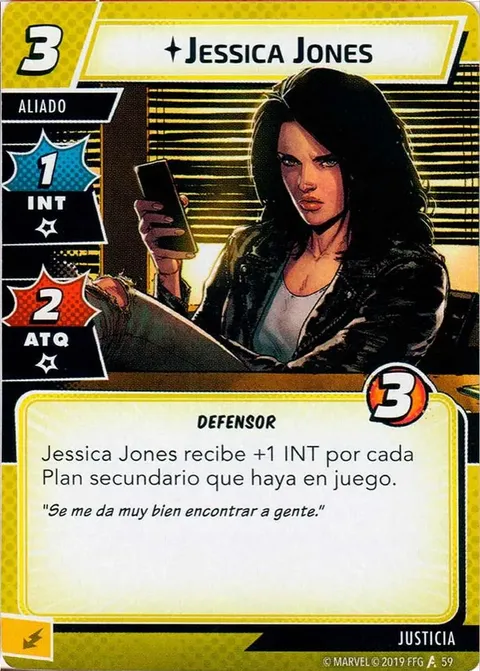 3
JESSICA JONES
ALIADO
1
INT
2
ATQ
3
DEFENSOR
Jessica Jones recibe +1 INT por cada
Plan secundario que haya en juego.
"Se me da muy bien encontrar a gente."
JUSTICIA
© MARVEL © 2019 FFG 59